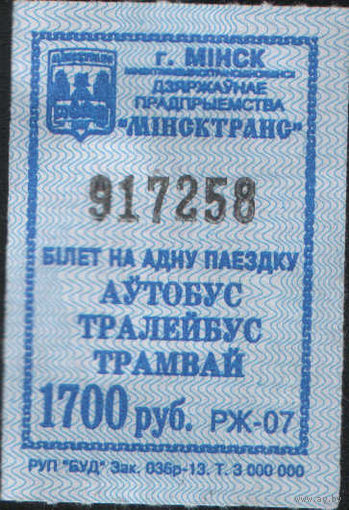 г. МІНСК
ДЗЯРЖАЎНАЕ
ПРАДПРЫЕМСТВА
"МІНСКТРАНС"
917258
БІЛЕТ НА АДНУ ПАЕЗДКУ
АЎТОБУС
ТРАЛЕЙБУС
ТРАМВАЙ
1700 руб. РЖ-07
РУП "БУД" Зак. 036р-13. Т. 3 000 000